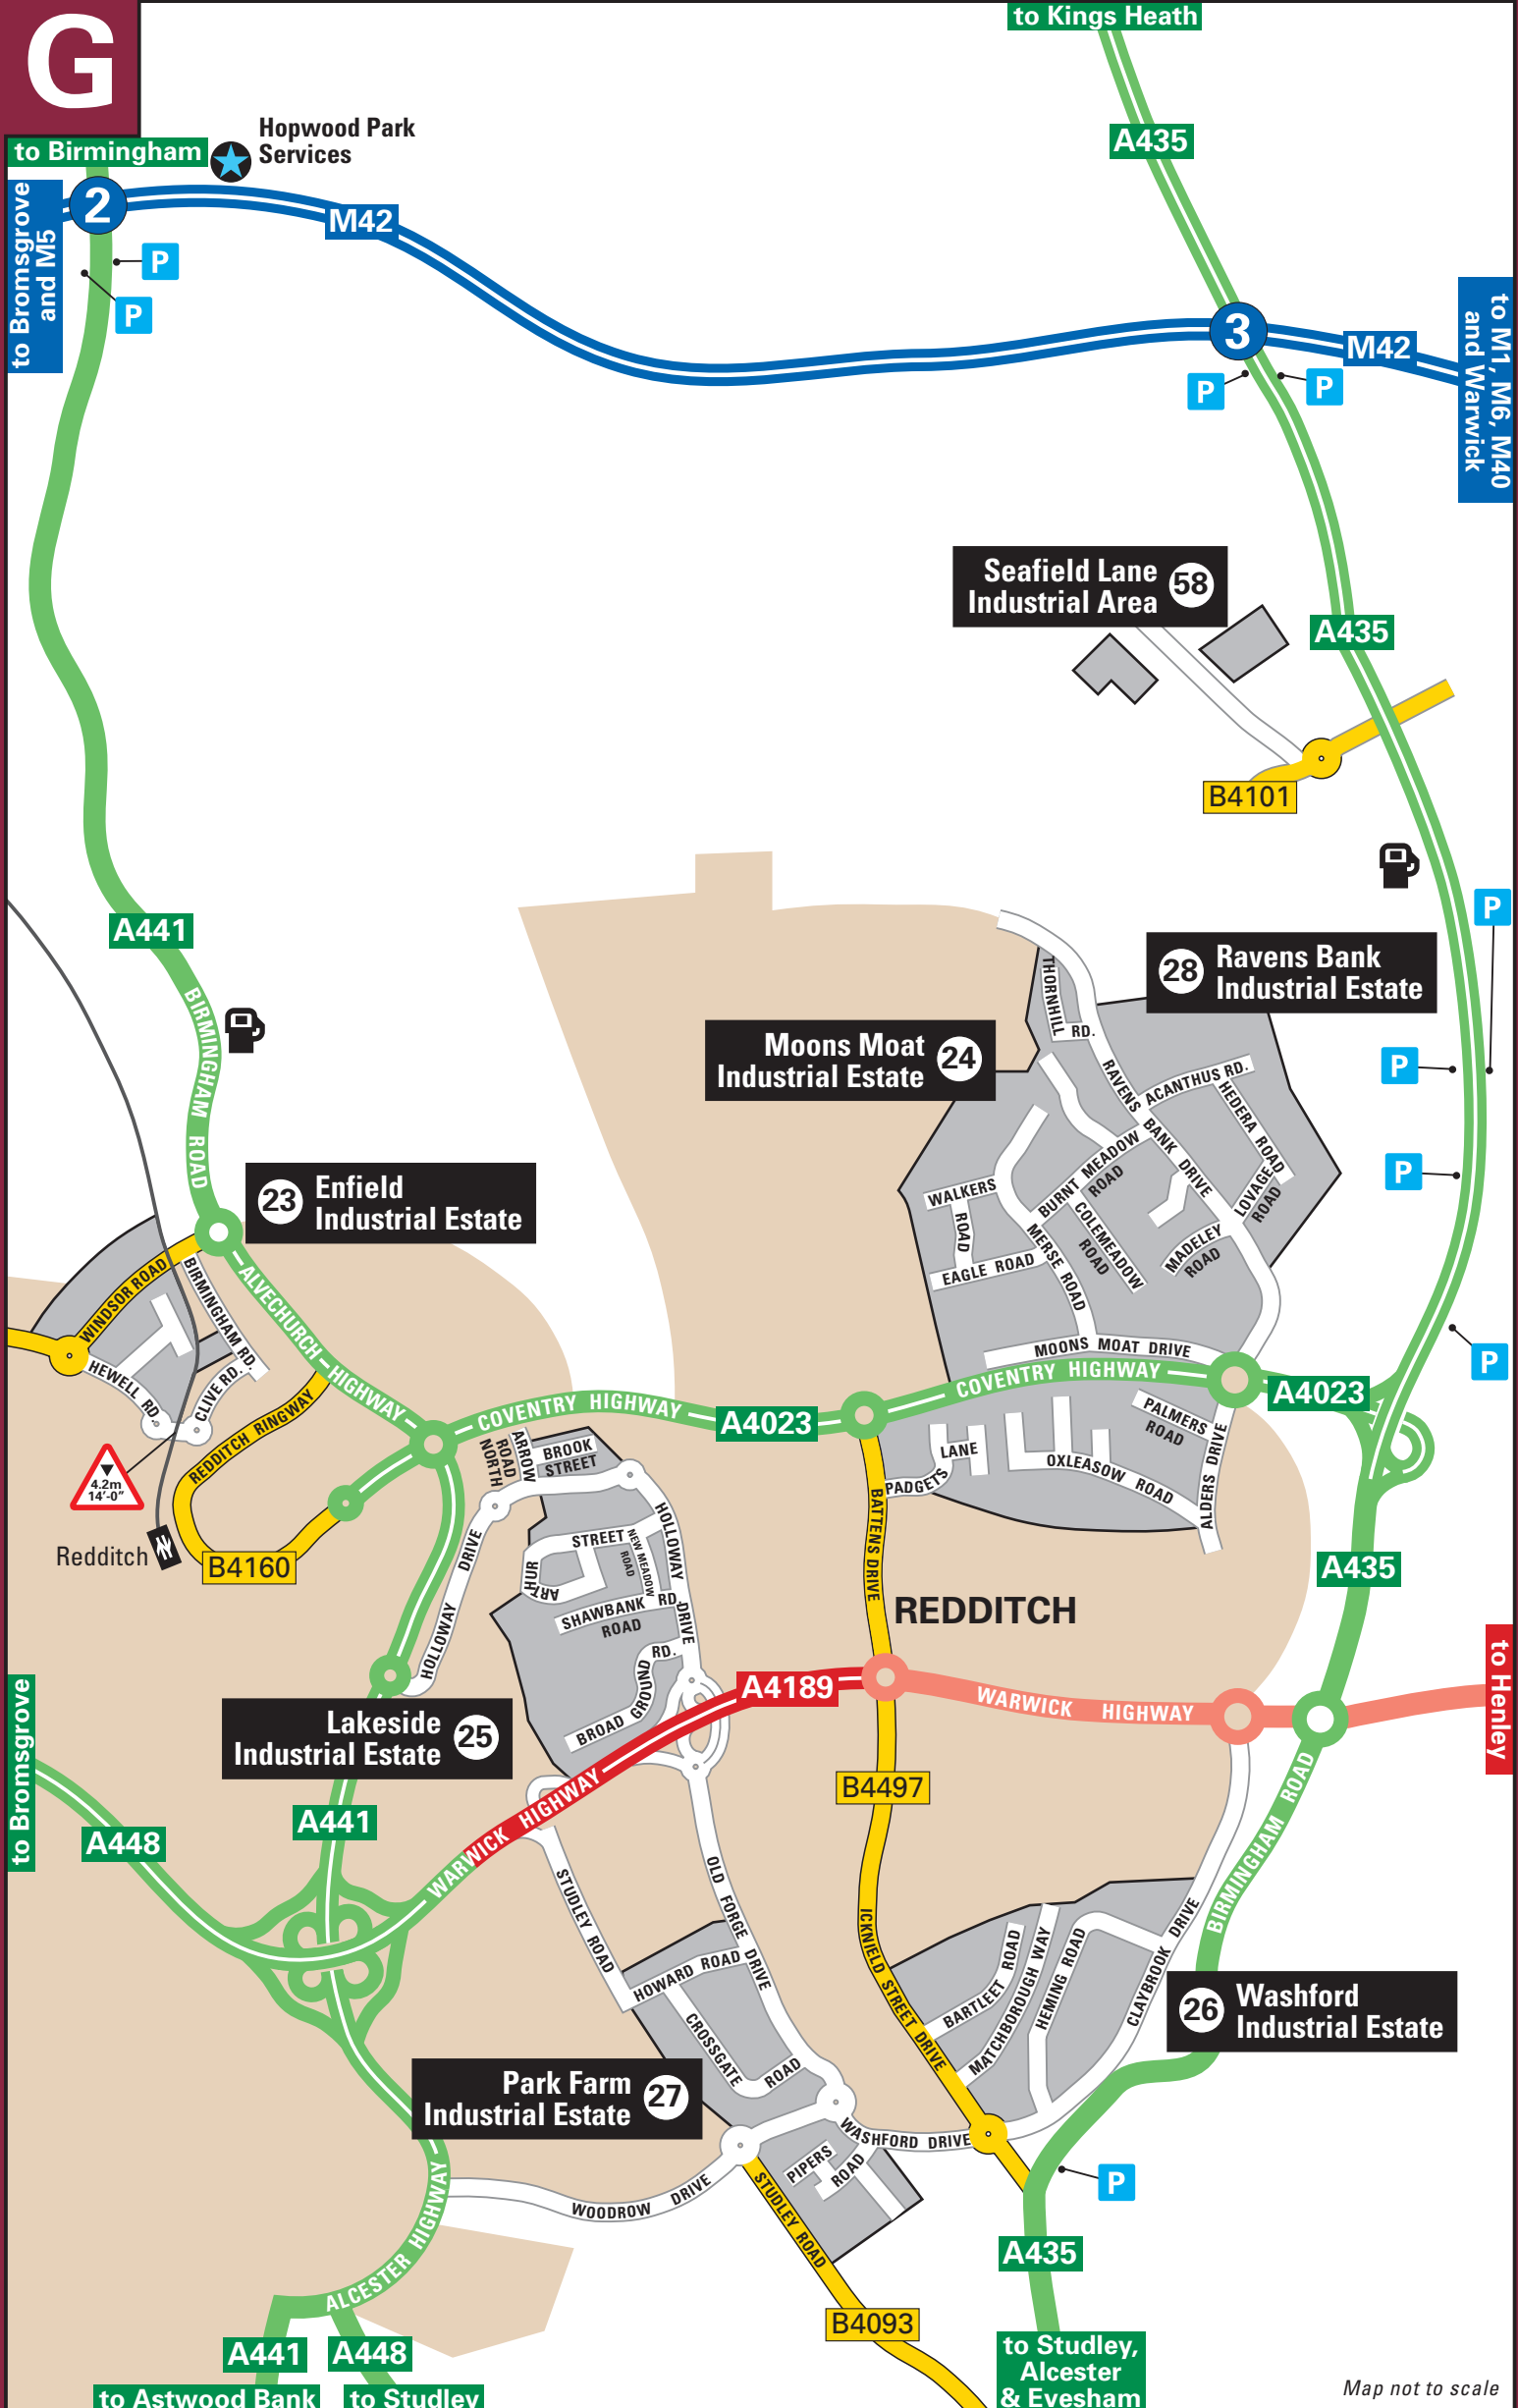 G
to Kings Heath
A435
to Birmingham
Hopwood Park
Services
to Bromsgrove
and M5
2
M42
P
P
3
M42
to M1, M6, M40
and Warwick
P
P
Seafield Lane
Industrial Area
58
A435
B4101
P
A441
BIRMINGHAM ROAD
28
Ravens Bank
Industrial Estate
Moons Moat
Industrial Estate
24
THORNHILL
RD.
RAVENS BANK DRIVE
ACANTHUS RD.
HEDERA ROAD
LOVAGE
ROAD
BURNT MEADOW
ROAD
COLEMEADOW
ROAD
MADELEY
ROAD
WALKERS
ROAD
EAGLE ROAD
MERSE ROAD
MOONS MOAT DRIVE
P
P
P
23
Enfield
Industrial Estate
WINDSOR ROAD
BIRMINGHAM RD.
HEWELL RD.
CLIVE RD.
ALVECHURCH HIGHWAY
REDDITCH RINGWAY
4.2m
14'-0"
Redditch
B4160
COVENTRY HIGHWAY
A4023
COVENTRY HIGHWAY
A4023
PALMERS
ROAD
ALDERS DRIVE
OXLEASOW ROAD
PADGETS
LANE
BATTENS DRIVE
ARROW
ROAD
NORTH
BROOK
STREET
HOLLOWAY DRIVE
HOLLOWAY DRIVE
ARTHUR
STREET
NEW MEADOW
ROAD
SHAWBANK RD.
ROAD
BROAD GROUND RD.
REDDITCH
A435
to Henley
A4189
WARWICK HIGHWAY
Lakeside
Industrial Estate
25
to Bromsgrove
A448
A441
WARWICK HIGHWAY
B4497
BIRMINGHAM ROAD
STUDLEY ROAD
OLD FORGE DRIVE
ICKNIELD STREET DRIVE
HOWARD ROAD
CROSSGATE
ROAD
BARTLEET ROAD
MATCHBOROUGH WAY
HEMING ROAD
CLAYBROOK DRIVE
26
Washford
Industrial Estate
Park Farm
Industrial Estate
27
WASHFORD DRIVE
PIPERS
ROAD
P
WOODROW DRIVE
STUDLEY ROAD
ALCESTER HIGHWAY
A435
B4093
A441
A448
to Astwood Bank
to Studley
to Studley,
Alcester
& Evesham
Map not to scale